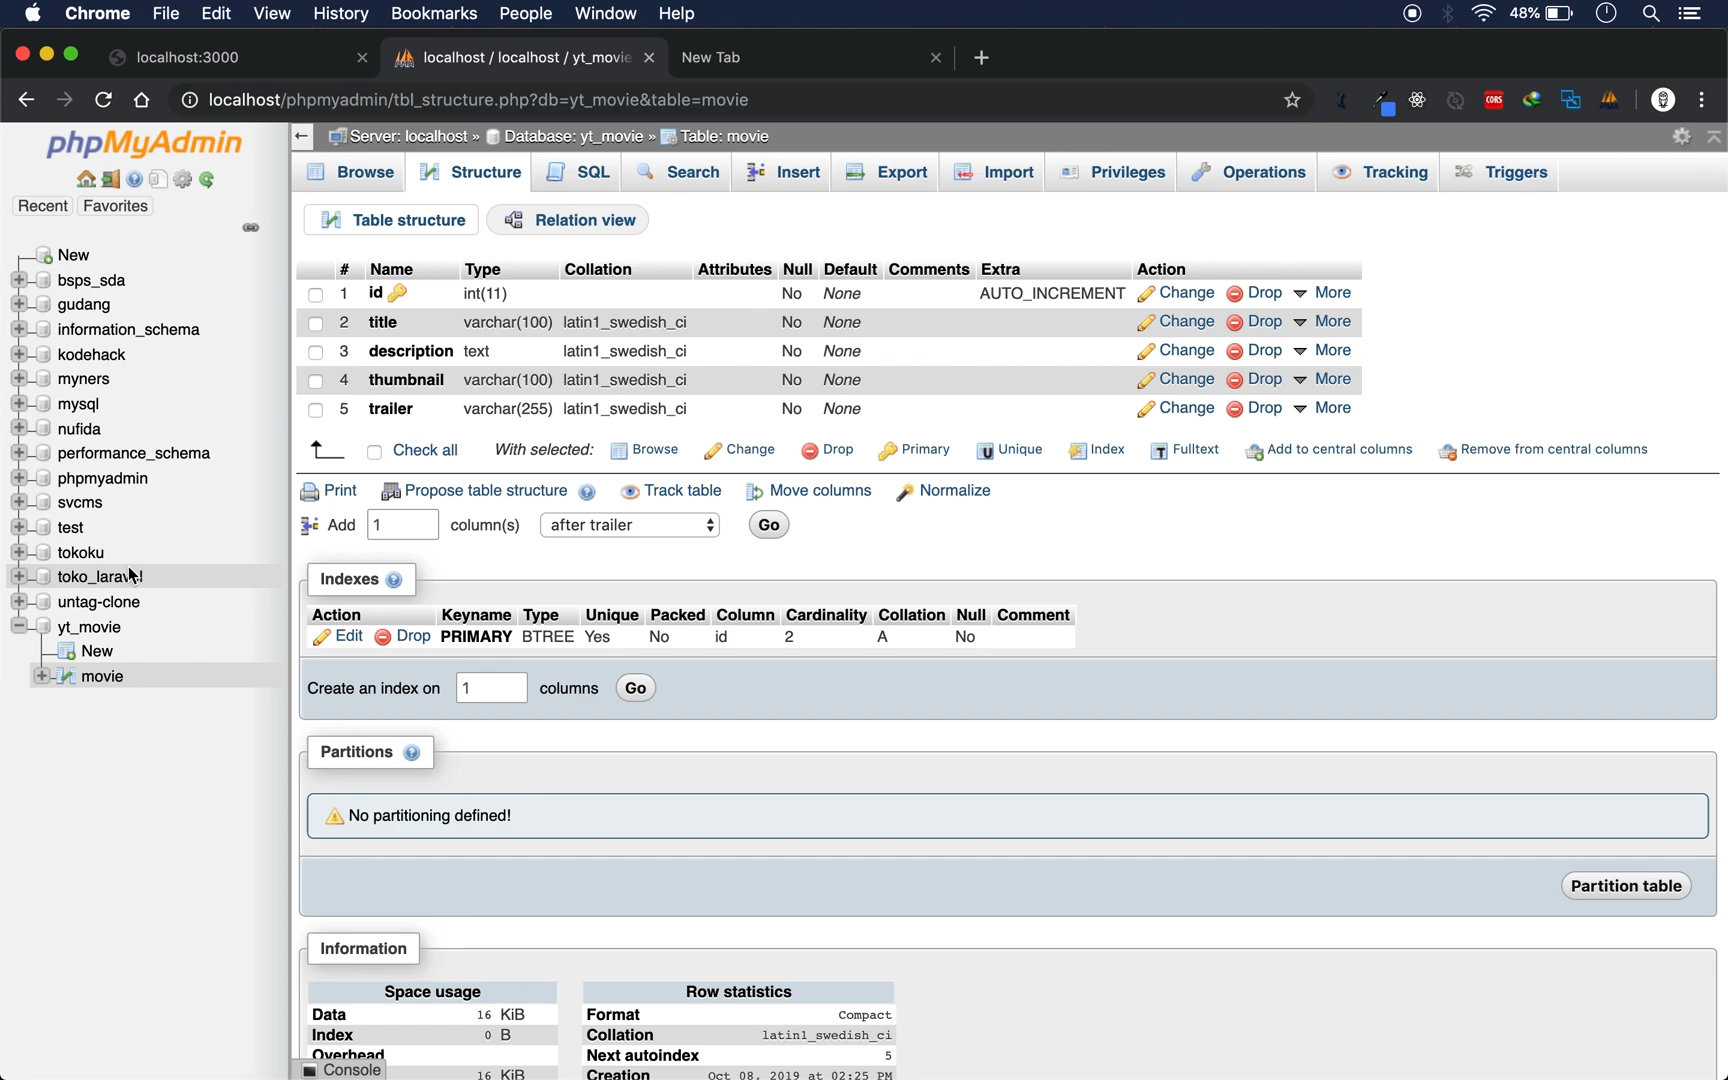 Chrome File Edit View History Bookmarks People Window Help 48%
localhost:3000 localhost / localhost / yt_movie New Tab
localhost/phpmyadmin/tbl_structure.php?db=yt_movie&table=movie CORS
phpMyAdmin
Recent Favorites
New
bsps_sda
gudang
information_schema
kodehack
myners
mysql
nufida
performance_schema
phpmyadmin
svcms
test
tokoku
toko_laravel
untag-clone
yt_movie
New
movie
Server: localhost » Database: yt_movie » Table: movie
Browse Structure SQL Search Insert Export Import Privileges Operations Tracking Triggers
Table structure Relation view
# Name Type Collation Attributes Null Default Comments Extra Action
1 id int(11) No None AUTO_INCREMENT Change Drop More
2 title varchar(100) latin1_swedish_ci No None Change Drop More
3 description text latin1_swedish_ci No None Change Drop More
4 thumbnail varchar(100) latin1_swedish_ci No None Change Drop More
5 trailer varchar(255) latin1_swedish_ci No None Change Drop More
Check all With selected: Browse Change Drop Primary Unique Index Fulltext Add to central columns Remove from central columns
Print Propose table structure Track table Move columns Normalize
Add 1 column(s) after trailer Go
Indexes
Action Keyname Type Unique Packed Column Cardinality Collation Null Comment
Edit Drop PRIMARY BTREE Yes No id 2 A No
Create an index on 1 columns Go
Partitions
No partitioning defined!
Partition table
Information
Space usage
Data 16 KiB
Index 0 B
Overhead
16 KiB
Row statistics
Format Compact
Collation latin1_swedish_ci
Next autoindex 5
Creation Oct 08, 2019 at 02:25 PM
Console